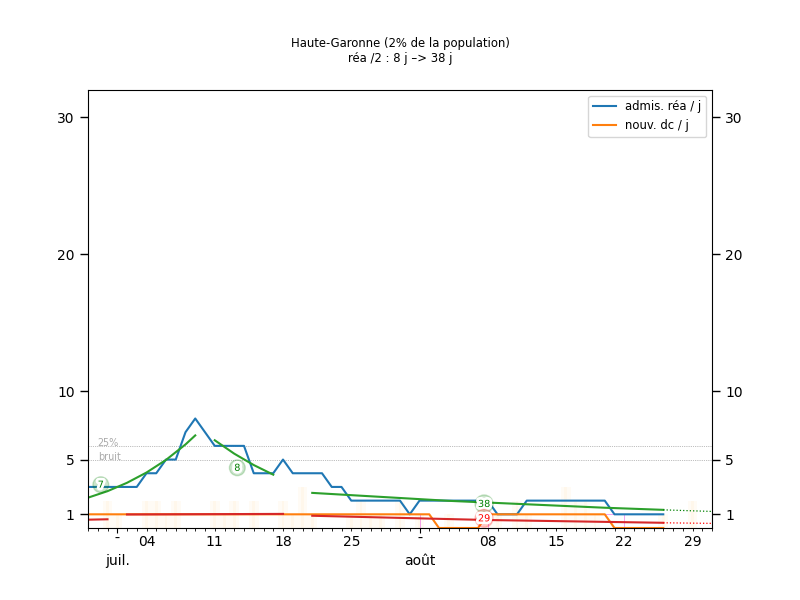 Haute-Garonne (2% de la population)
réa /2 : 8 j –> 38 j
admis. réa / j
nouv. dc / j
30
30
20
20
10
10
25%
bruit
5
5
7
8
38
29
1
1
- 04 11 18 25 - 08 15 22 29
juil. août